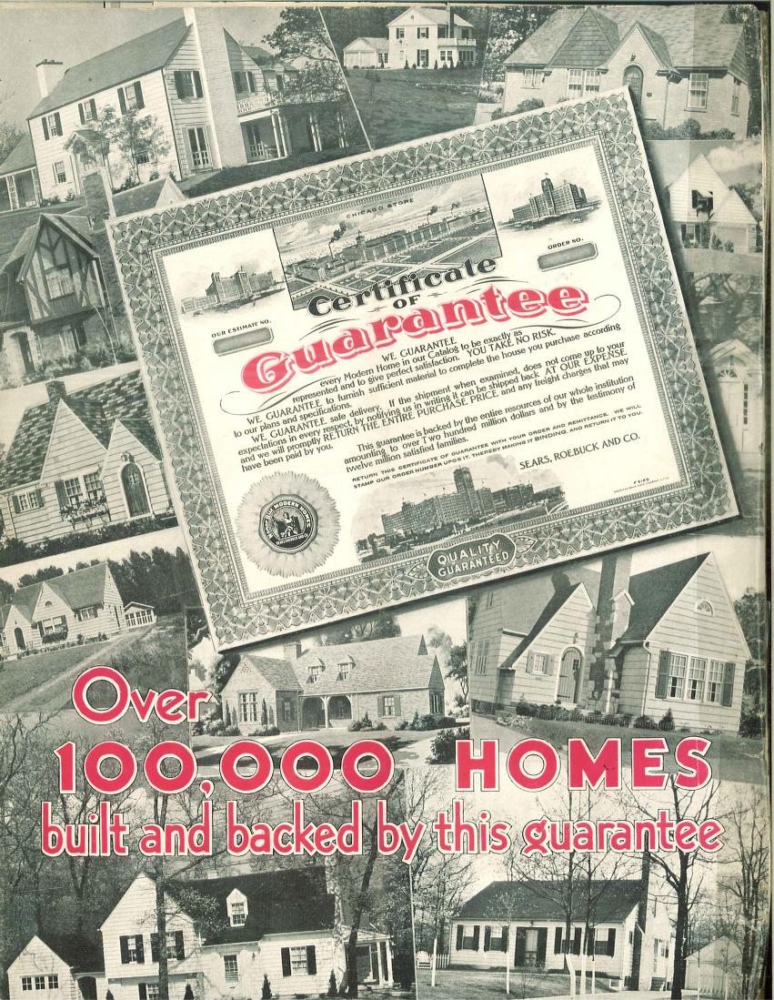 CHICAGO STORE
ORDER NO.
OUR ESTIMATE NO.
Certificate
OF
Guarantee
WE GUARANTEE
every Modern Home in our Catalog to be exactly as
represented and to give perfect satisfaction. YOU TAKE NO RISK.
WE GUARANTEE to furnish sufficient material to complete the house you purchase according
to our plans and specifications.
WE GUARANTEE safe delivery. If the shipment when examined, does not come up to your
expectations in every respect, by notifying us in writing it can be shipped back AT OUR EXPENSE
and we will promptly RETURN THE ENTIRE PURCHASE PRICE and any freight charges that may
have been paid by you.
This guarantee is backed by the entire resources of our whole institution
amounting to over Two hundred million dollars and by the testimony of
twelve million satisfied families.
RETURN THIS CERTIFICATE OF GUARANTEE WITH YOUR ORDER AND REMITTANCE. WE WILL
STAMP OUR ORDER NUMBER UPON IT, THEREBY MAKING IT BINDING, AND RETURN IT TO YOU.
SEARS, ROEBUCK AND CO.
MODERN HOMES
QUALITY
GUARANTEED
Over
100,000 HOMES
built and backed by this guarantee